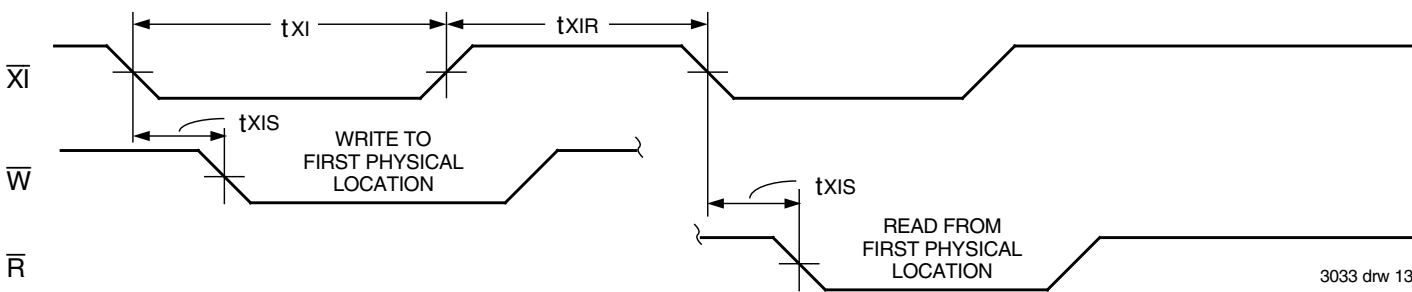 tXI
tXIR
XI
tXIS
WRITE TO
FIRST PHYSICAL
LOCATION
W
tXIS
READ FROM
FIRST PHYSICAL
LOCATION
R
3033 drw 13